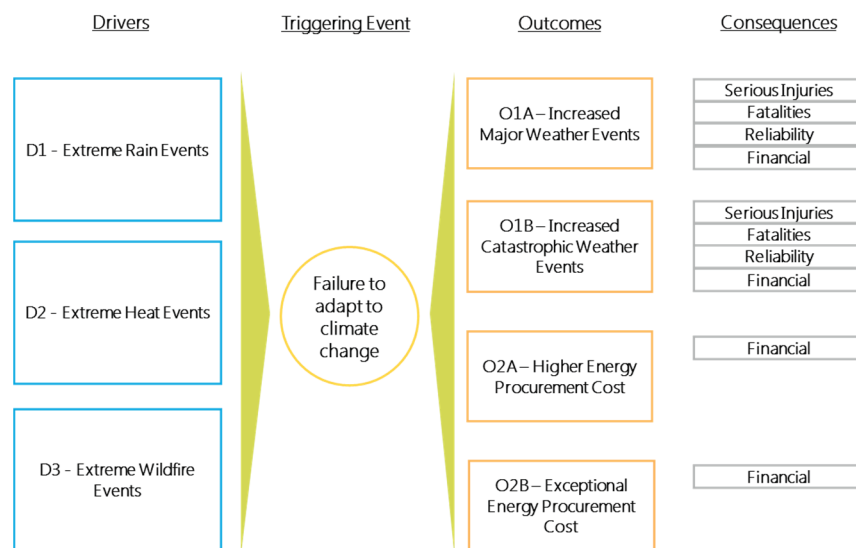 Drivers
Triggering Event
Outcomes
Consequences
D1 - Extreme Rain Events
D2 - Extreme Heat Events
D3 - Extreme Wildfire
Events
Failure to
adapt to
climate
change
O1A – Increased
Major Weather Events
Serious Injuries
Fatalities
Reliability
Financial
O1B – Increased
Catastrophic Weather
Events
Serious Injuries
Fatalities
Reliability
Financial
O2A – Higher Energy
Procurement Cost
Financial
O2B – Exceptional
Energy Procurement
Cost
Financial